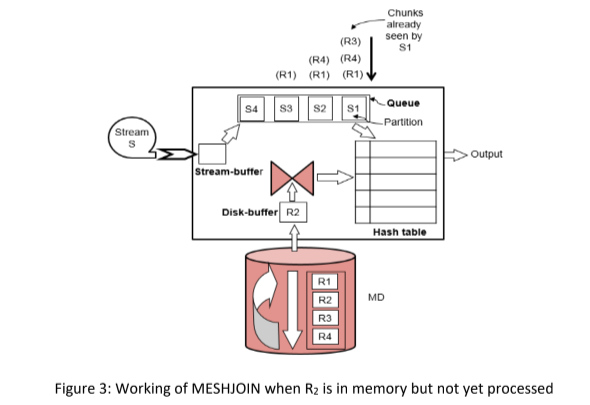 Chunks
already
seen by
S1
(R3)
(R4) (R4)
(R1) (R1) (R1)
S4 S3 S2 S1
Queue
Partition
Stream
S
Stream-buffer
Output
Disk-buffer R2
Hash table
R1
R2
R3
R4
MD
Figure 3: Working of MESHJOIN when R2 is in memory but not yet processed